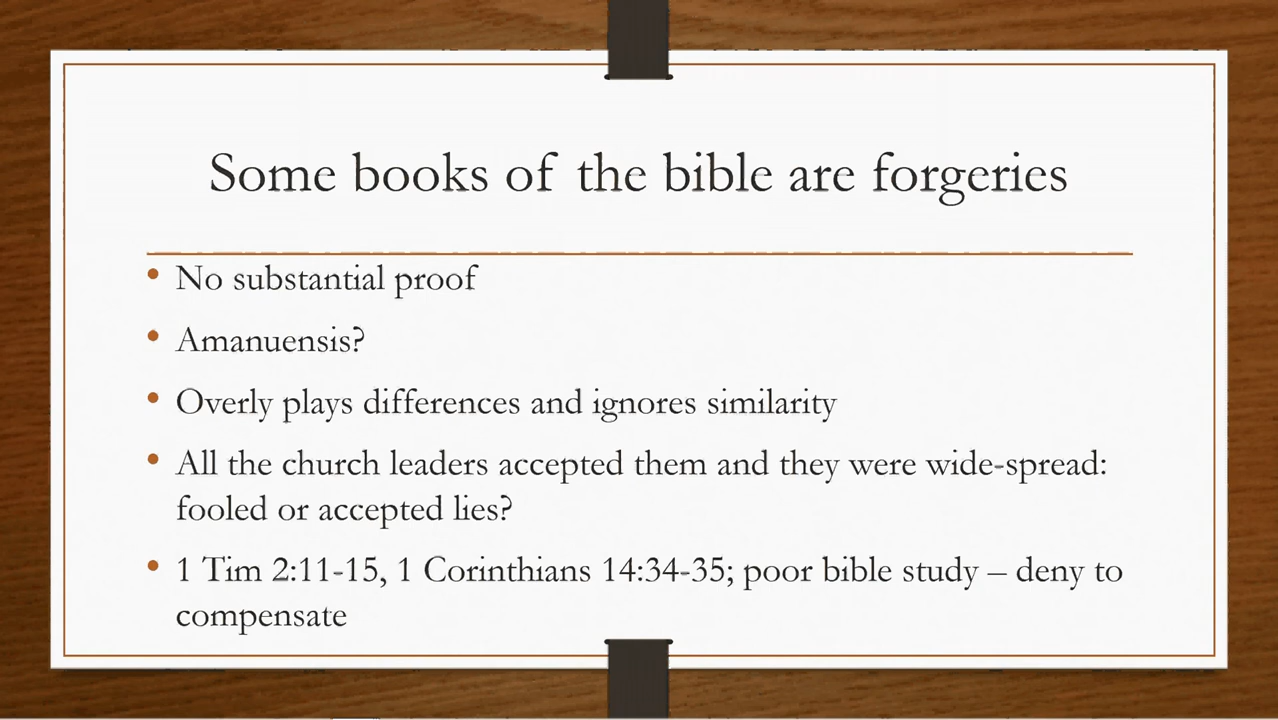 Some books of the bible are forgeries
• No substantial proof
• Amanuensis?
• Overly plays differences and ignores similarity
• All the church leaders accepted them and they were wide-spread:
fooled or accepted lies?
• 1 Tim 2:11-15, 1 Corinthians 14:34-35; poor bible study – deny to
compensate